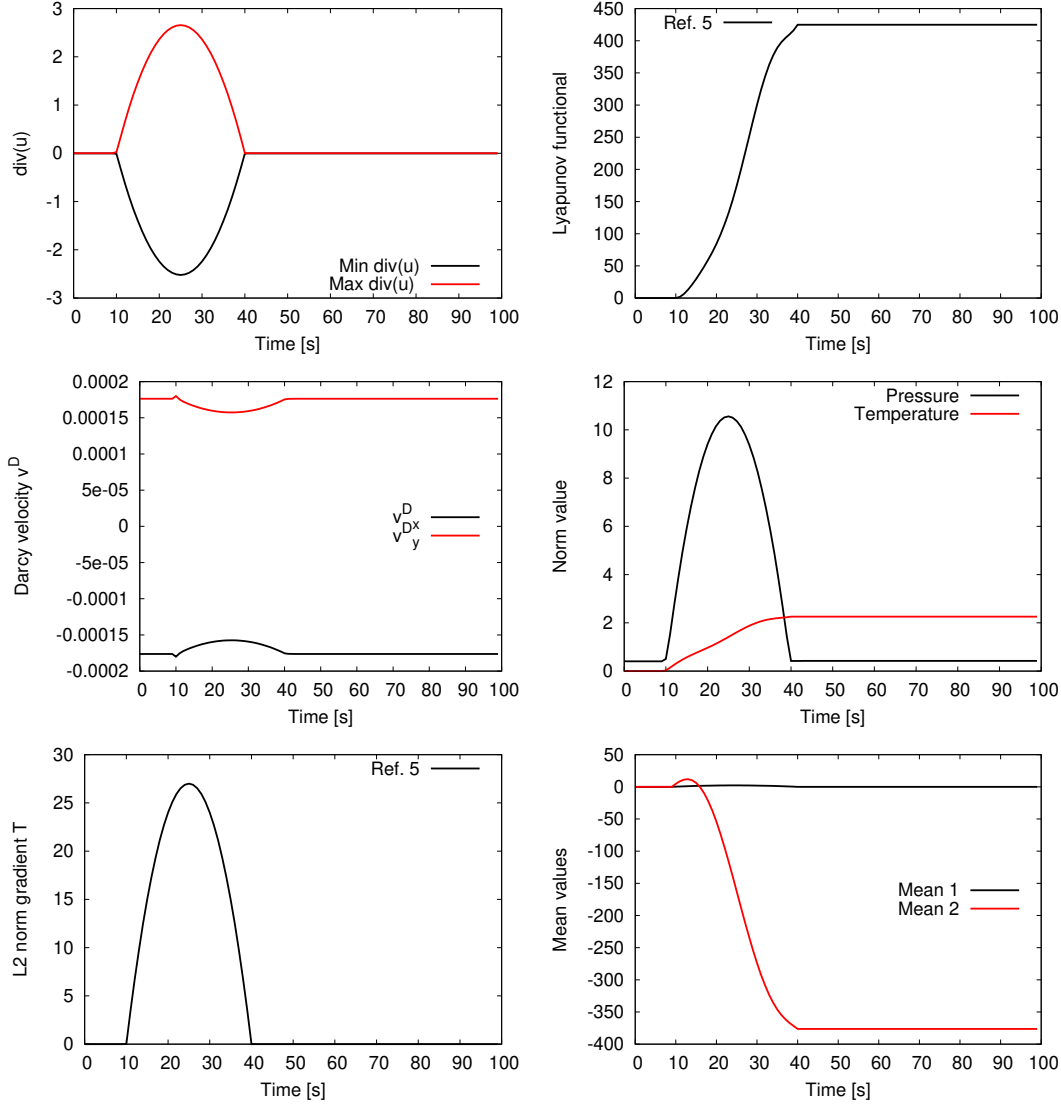 3
2
1
0
-1
-2
-3
div(u)
Min div(u)
Max div(u)
0 10 20 30 40 50 60 70 80 90 100
Time [s]
450
400
350
300
250
200
150
100
50
0
Lyapunov functional
Ref. 5
0 10 20 30 40 50 60 70 80 90 100
Time [s]
0.0002
0.00015
0.0001
5e-05
0
-5e-05
-0.0001
-0.00015
-0.0002
Darcy velocity v^D
v^D_x
v^D_y
0 10 20 30 40 50 60 70 80 90 100
Time [s]
12
10
8
6
4
2
0
Norm value
Pressure
Temperature
0 10 20 30 40 50 60 70 80 90 100
Time [s]
30
25
20
15
10
5
0
L2 norm gradient T
Ref. 5
0 10 20 30 40 50 60 70 80 90 100
Time [s]
50
0
-50
-100
-150
-200
-250
-300
-350
-400
Mean values
Mean 1
Mean 2
0 10 20 30 40 50 60 70 80 90 100
Time [s]